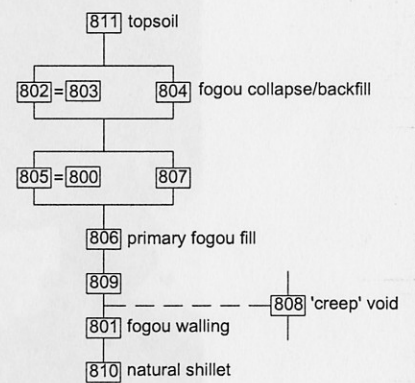 811 topsoil
802 = 803 804 fogou collapse/backfill
805 = 800 807
806 primary fogou fill
809
808 'creep' void
801 fogou walling
810 natural shillet